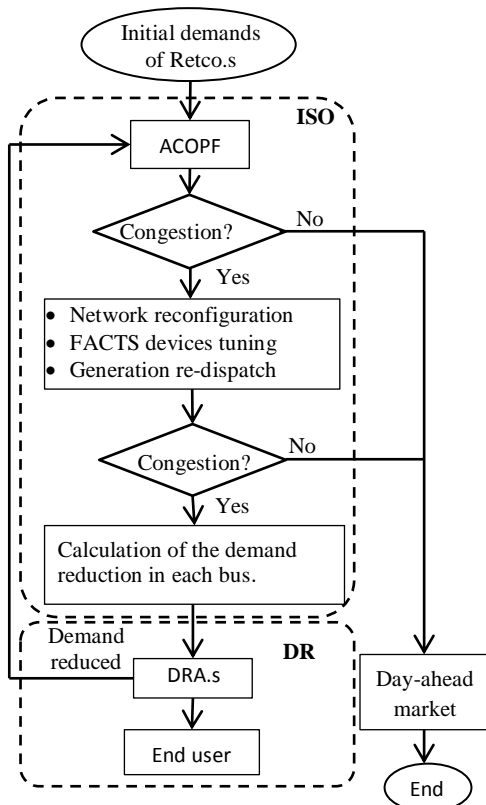 Initial demands
of Retco.s
ISO
ACOPF
Congestion?
No
Yes
• Network reconfiguration
• FACTS devices tuning
• Generation re-dispatch
Congestion?
No
Yes
Calculation of the demand
reduction in each bus.
Demand
reduced
DR
DRA.s
End user
Day-ahead
market
End